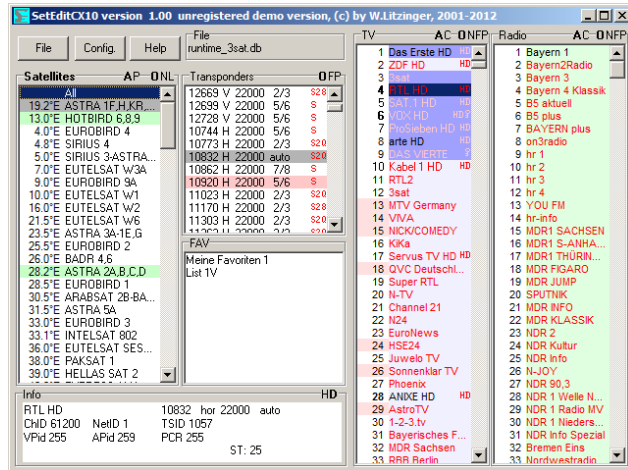 SetEditCX10 version 1.00 unregistered demo version, (c) by W.Litzinger, 2001-2012
File
Config.
Help
File
runtime_3sat.db
Satellites AP ONL
All
19.2°E ASTRA 1F,H,KR,...
13.0°E HOTBIRD 6,8,9
4.0°E EUROBIRD 4
4.8°E SIRIUS 4
5.0°E SIRIUS 3-ASTRA...
7.0°E EUTELSAT W3A
9.0°E EUROBIRD 9A
10.0°E EUTELSAT W1
16.0°E EUTELSAT W2
21.5°E EUTELSAT W6
23.5°E ASTRA 3A-1E,G
25.5°E EUROBIRD 2
26.0°E BADR 4,6
28.2°E ASTRA 2A,B,C,D
28.5°E EUROBIRD 1
30.5°E ARABSAT 2B-BA...
31.5°E ASTRA 5A
33.0°E EUROBIRD 3
33.1°E INTELSAT 802
36.0°E EUTELSAT SES...
38.0°E PAKSAT 1
39.0°E HELLAS SAT 2
Transponders OFP
12669 V 22000 2/3 S28
12699 V 22000 5/6 S
12728 V 22000 5/6 S
10744 H 22000 5/6 S
10773 H 22000 2/3 S20
10832 H 22000 auto S20
10862 H 22000 7/8 S
10920 H 22000 5/6 S
11023 H 22000 2/3 S20
11170 H 22000 2/3 S28
11303 H 22000 2/3 S20
FAV
Meine Favoriten 1
List 1V
TV AC ONFP
1 Das Erste HD HD
2 ZDF HD HD
3 3sat
4 RTL HD HD
5 SAT.1 HD HD
6 VOX HD
7 ProSieben HD HD
8 arte HD HD
9 DAS VIERTE
10 Kabel 1 HD HD
11 RTL2
12 3sat
13 MTV Germany
14 VIVA
15 NICK/COMEDY
16 KiKa
17 Servus TV HD HD
18 QVC Deutschl...
19 Super RTL
20 N-TV
21 Channel 21
22 N24
23 EuroNews
24 HSE24
25 Juwelo TV
26 Sonnenklar TV
27 Phoenix
28 ANIXE HD HD
29 AstroTV
30 1-2-3.tv
31 Bayerisches F...
32 MDR Sachsen
33 RBB Berlin
Radio AC ONFP
1 Bayern 1
2 Bayern2Radio
3 Bayern 3
4 Bayern 4 Klassik
5 B5 aktuell
6 B5 plus
7 BAYERN plus
8 on3radio
9 hr 1
10 hr 2
11 hr 3
12 hr 4
13 YOU FM
14 hr-info
15 MDR1 SACHSEN
16 MDR1 S-ANHA...
17 MDR1 THÜRIN...
18 MDR FIGARO
19 MDR JUMP
20 SPUTNIK
21 MDR INFO
22 MDR KLASSIK
23 NDR 2
24 NDR Kultur
25 NDR Info
26 N-JOY
27 NDR 90,3
28 NDR 1 Welle N...
29 NDR 1 Radio MV
30 NDR 1 Nieders...
31 NDR Info Spezial
32 Bremen Eins
33 Nordwestradio
Info HD
RTL HD 10832 hor 22000 auto
ChID 61200 NetID 1 TSID 1057
VPid 255 APid 259 PCR 255
ST: 25